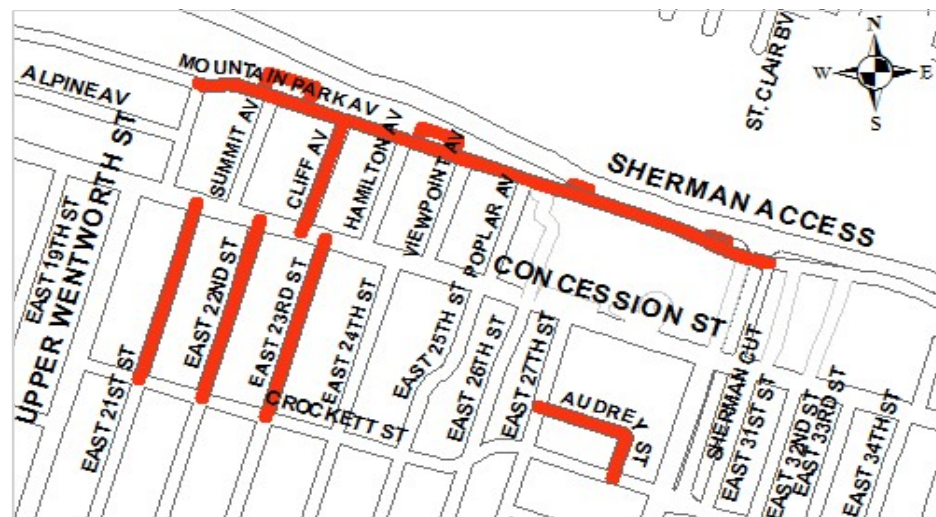 N
W
E
S
ST. CLAIR BV
MOUNTAIN PARK AV
ALPINE AV
SUMMIT AV
CLIFF AV
HAMILTON AV
VIEWPOINT AV
POPLAR AV
SHERMAN ACCESS
EAST 19TH ST
UPPER WENTWORTH ST
CONCESSION ST
EAST 21ST ST
EAST 22ND ST
EAST 23RD ST
EAST 24TH ST
EAST 25TH ST
EAST 26TH ST
EAST 27TH ST
CROCKETT ST
AUDREY ST
SHERMAN CUT
EAST 31ST ST
EAST 32ND ST
EAST 33RD ST
EAST 34TH ST